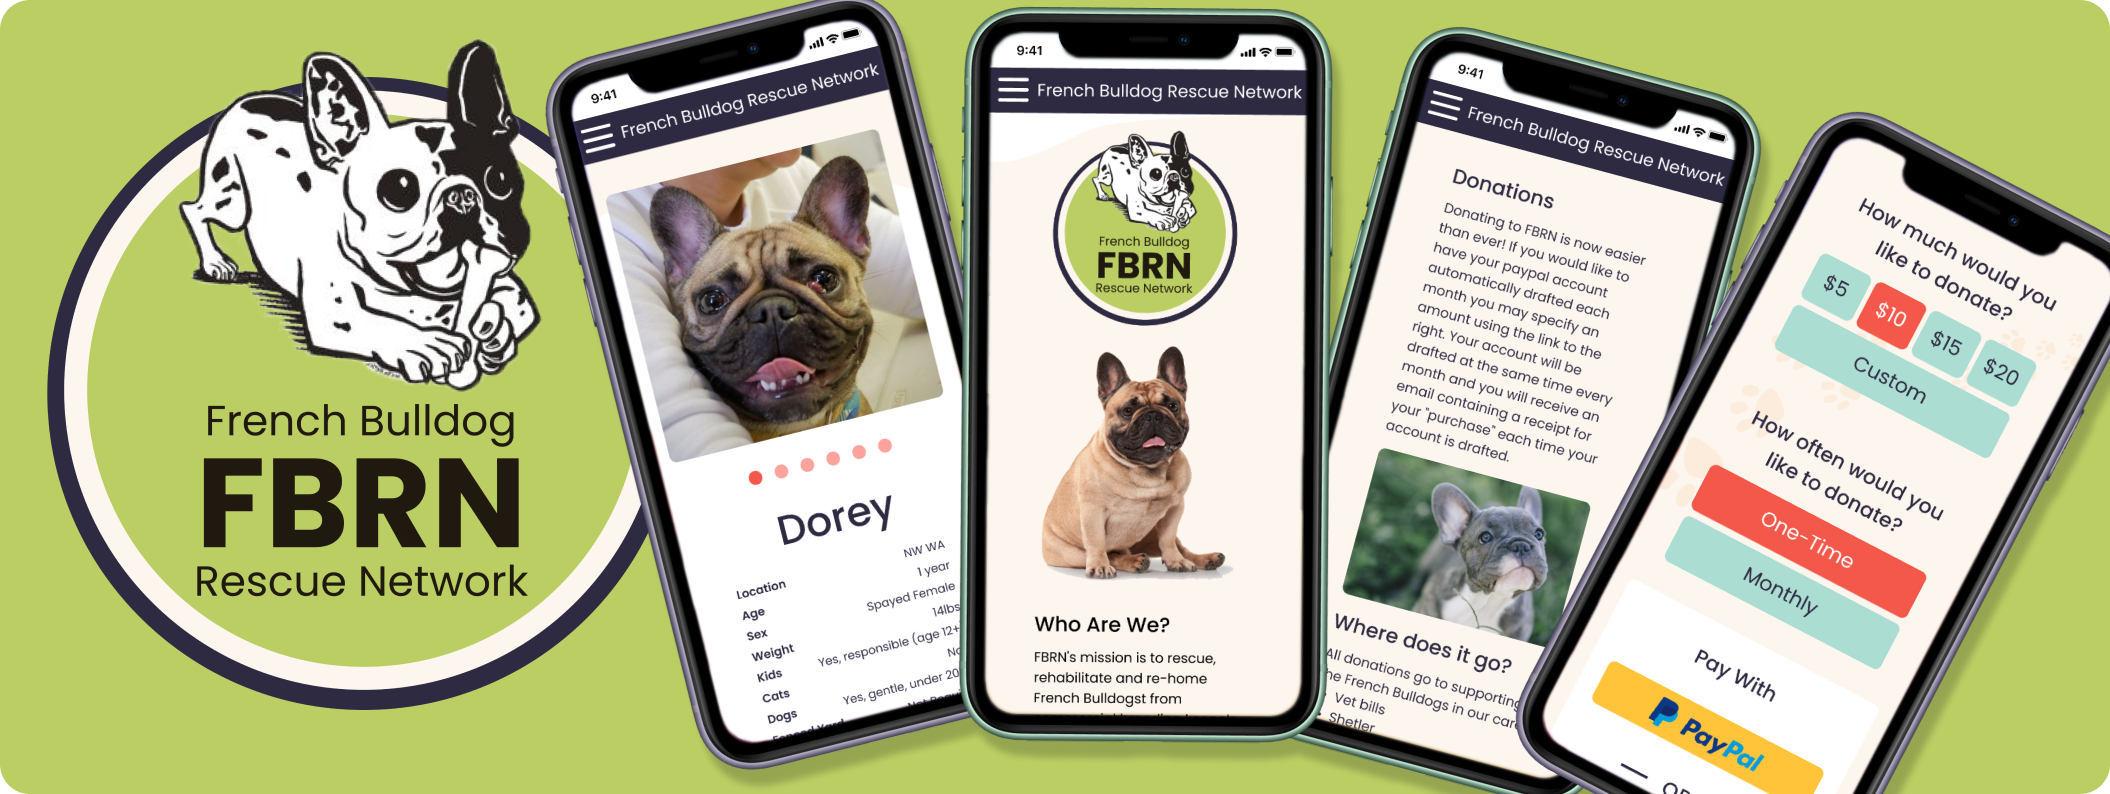 French Bulldog
FBRN
Rescue Network
9:41
French Bulldog Rescue Network
Dorey
Location NW WA
Age 1 year
Sex Spayed Female
Weight 14lbs
Kids Yes, responsible (age 12+
Cats No
Dogs Yes, gentle, under 20
Fenced Yard Not
9:41
French Bulldog Rescue Network
French Bulldog
FBRN
Rescue Network
Who Are We?
FBRN's mission is to rescue,
rehabilitate and re-home
French Bulldogst from
9:41
French Bulldog Rescue Network
Donations
Donating to FBRN is now easier
than ever! If you would like to
have your paypal account
automatically drafted each
month you may specify an
amount using the link to the
right. Your account will be
drafted at the same time every
month and you will receive an
email containing a receipt for
your "purchase" each time your
account is drafted.
Where does it go?
All donations go to supporting
the French Bulldogs in our care
Vet bills
Shetler
How much would you
like to donate?
$5 $10 $15 $20
Custom
How often would you
like to donate?
One-Time
Monthly
Pay With
PayPal